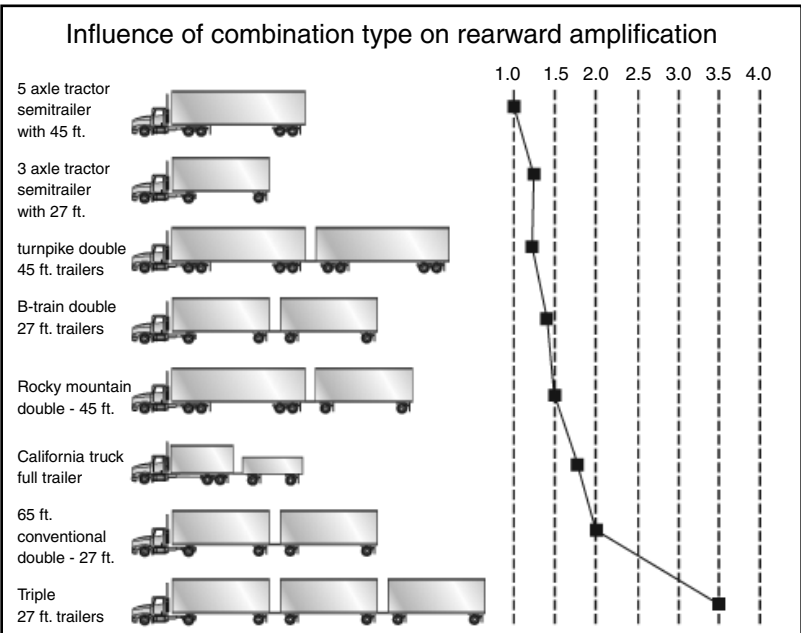 Influence of combination type on rearward amplification
1.0 1.5 2.0 2.5 3.0 3.5 4.0
5 axle tractor
semitrailer
with 45 ft.
3 axle tractor
semitrailer
with 27 ft.
turnpike double
45 ft. trailers
B-train double
27 ft. trailers
Rocky mountain
double - 45 ft.
California truck
full trailer
65 ft.
conventional
double - 27 ft.
Triple
27 ft. trailers